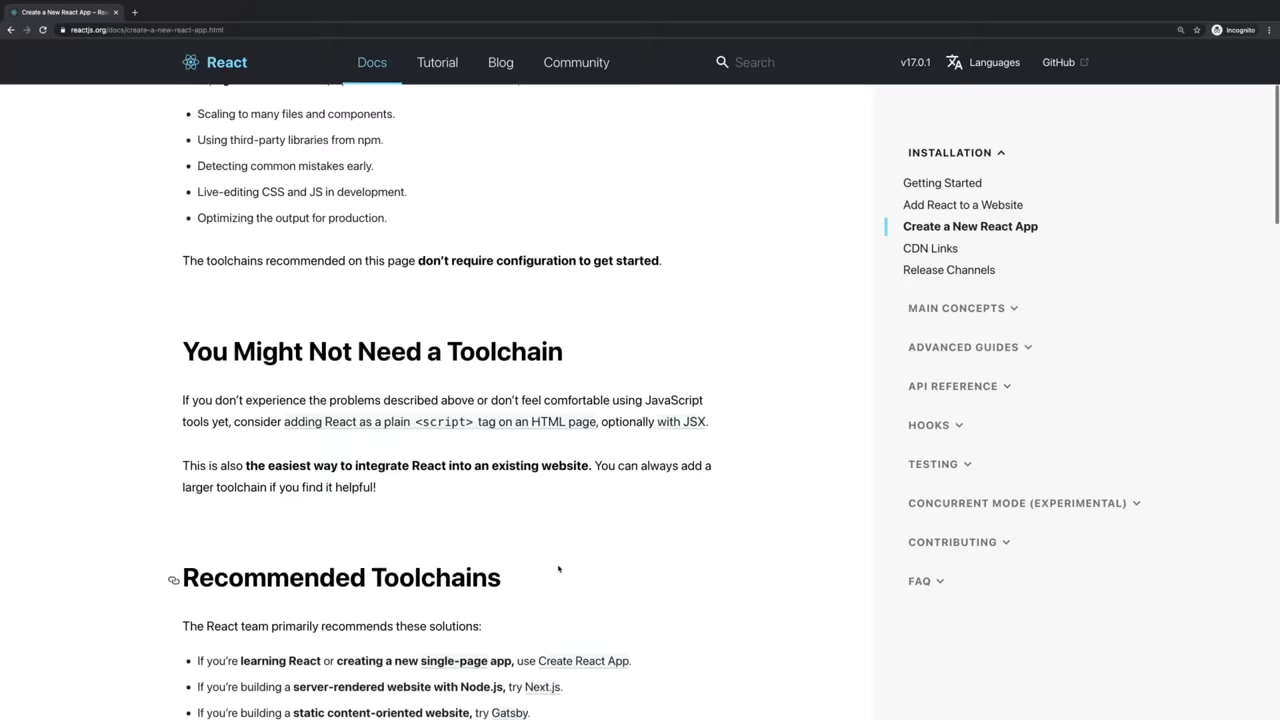 Create a New React App – Rea
reactjs.org/docs/create-a-new-react-app.html
Incognito
React
Docs
Tutorial
Blog
Community
Search
v17.0.1
Languages
GitHub
Scaling to many files and components.
Using third-party libraries from npm.
Detecting common mistakes early.
Live-editing CSS and JS in development.
Optimizing the output for production.
The toolchains recommended on this page don’t require configuration to get started.
You Might Not Need a Toolchain
If you don’t experience the problems described above or don’t feel comfortable using JavaScript
tools yet, consider adding React as a plain <script> tag on an HTML page, optionally with JSX.
This is also the easiest way to integrate React into an existing website. You can always add a
larger toolchain if you find it helpful!
Recommended Toolchains
The React team primarily recommends these solutions:
If you’re learning React or creating a new single-page app, use Create React App.
If you’re building a server-rendered website with Node.js, try Next.js.
If you’re building a static content-oriented website, try Gatsby.
INSTALLATION
Getting Started
Add React to a Website
Create a New React App
CDN Links
Release Channels
MAIN CONCEPTS
ADVANCED GUIDES
API REFERENCE
HOOKS
TESTING
CONCURRENT MODE (EXPERIMENTAL)
CONTRIBUTING
FAQ